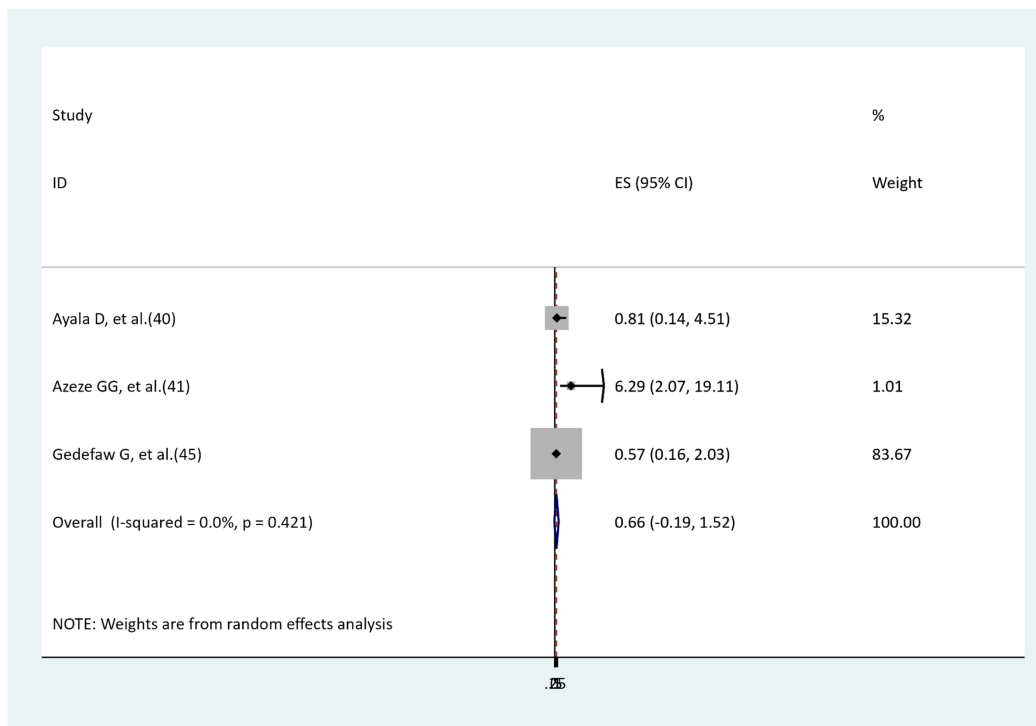 Study %
ID ES (95% CI) Weight
Ayala D, et al.(40) 0.81 (0.14, 4.51) 15.32
Azeze GG, et al.(41) 6.29 (2.07, 19.11) 1.01
Gedefaw G, et al.(45) 0.57 (0.16, 2.03) 83.67
Overall (I-squared = 0.0%, p = 0.421) 0.66 (-0.19, 1.52) 100.00
NOTE: Weights are from random effects analysis